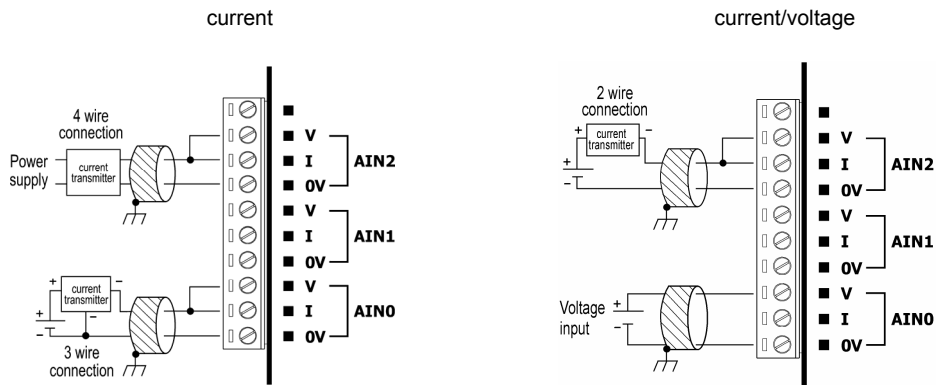 current
current/voltage
4 wire
connection
Power
supply
current
transmitter
V
I
AIN2
0V
V
I
AIN1
0V
+
current
transmitter
−
+
−
−
V
I
AIN0
0V
3 wire
connection
2 wire
connection
+
current
transmitter
−
+
−
V
I
AIN2
0V
V
I
AIN1
0V
Voltage
input
+
−
V
I
AIN0
0V